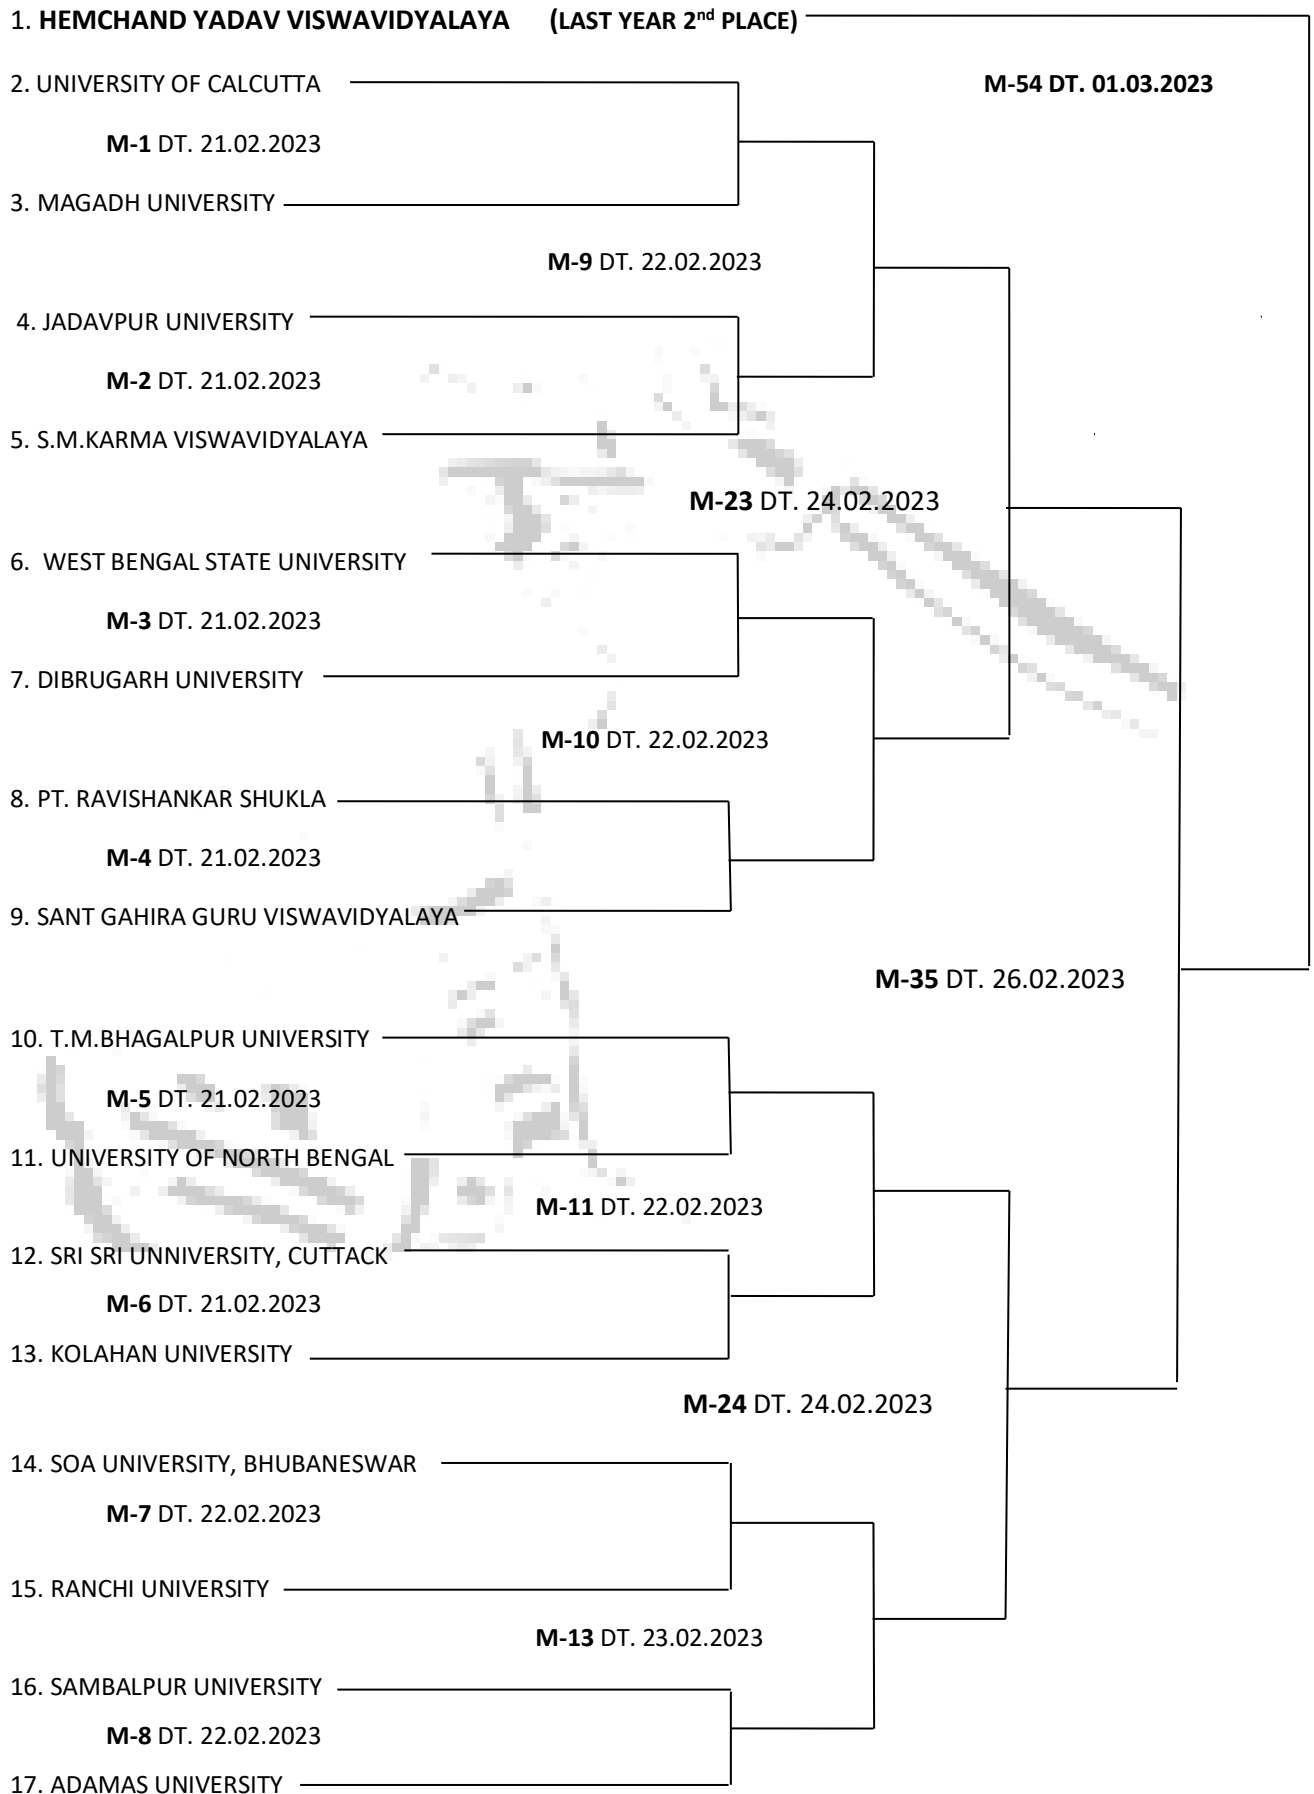 1. HEMCHAND YADAV VISWAVIDYALAYA (LAST YEAR 2nd PLACE)
2. UNIVERSITY OF CALCUTTA
M-54 DT. 01.03.2023
M-1 DT. 21.02.2023
3. MAGADH UNIVERSITY
M-9 DT. 22.02.2023
4. JADAVPUR UNIVERSITY
M-2 DT. 21.02.2023
5. S.M.KARMA VISWAVIDYALAYA
M-23 DT. 24.02.2023
6. WEST BENGAL STATE UNIVERSITY
M-3 DT. 21.02.2023
7. DIBRUGARH UNIVERSITY
M-10 DT. 22.02.2023
8. PT. RAVISHANKAR SHUKLA
M-4 DT. 21.02.2023
9. SANT GAHIRA GURU VISWAVIDYALAYA
M-35 DT. 26.02.2023
10. T.M.BHAGALPUR UNIVERSITY
M-5 DT. 21.02.2023
11. UNIVERSITY OF NORTH BENGAL
M-11 DT. 22.02.2023
12. SRI SRI UNNIVERSITY, CUTTACK
M-6 DT. 21.02.2023
13. KOLAHAN UNIVERSITY
M-24 DT. 24.02.2023
14. SOA UNIVERSITY, BHUBANESWAR
M-7 DT. 22.02.2023
15. RANCHI UNIVERSITY
M-13 DT. 23.02.2023
16. SAMBALPUR UNIVERSITY
M-8 DT. 22.02.2023
17. ADAMAS UNIVERSITY